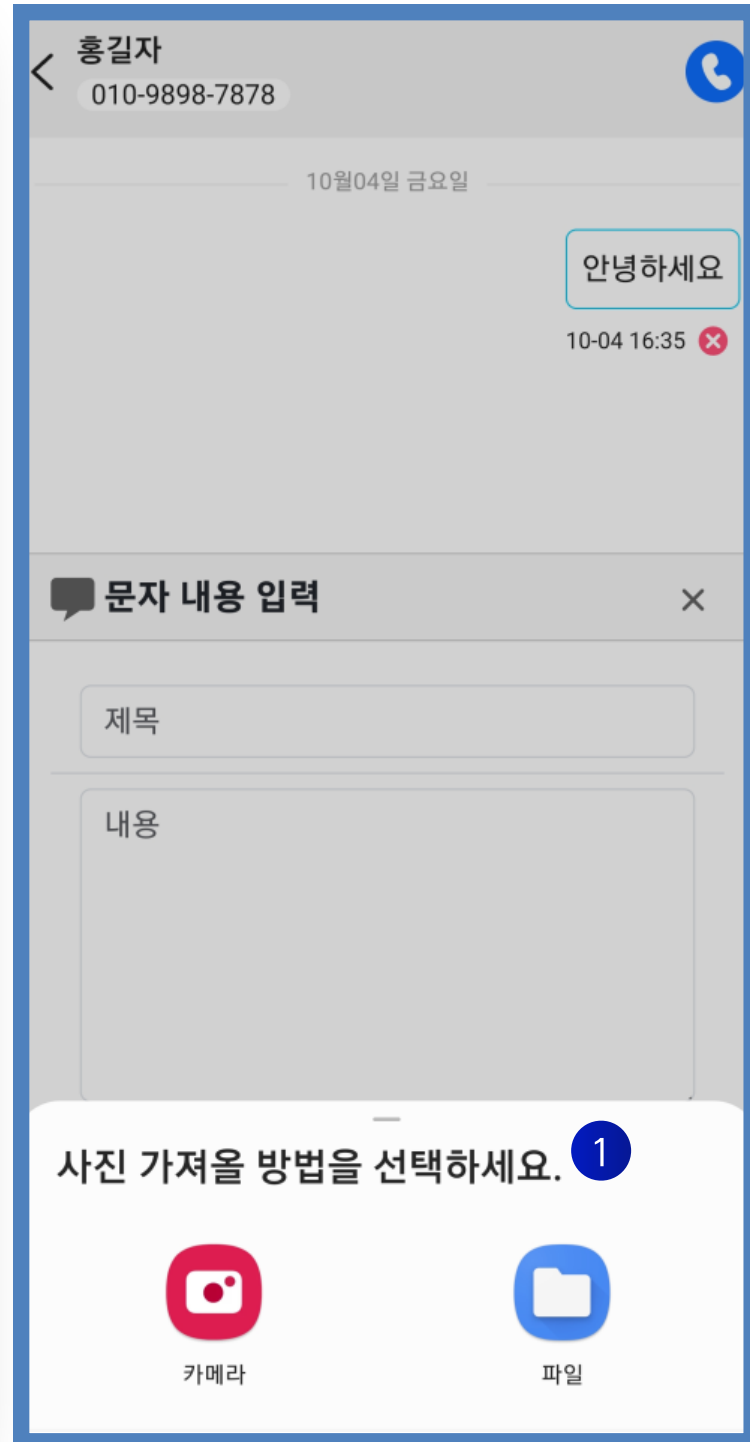 홍길자
010-9898-7878
10월04일 금요일
안녕하세요
10-04 16:35
문자 내용 입력
제목
내용
사진 가져올 방법을 선택하세요. 1
카메라 파일